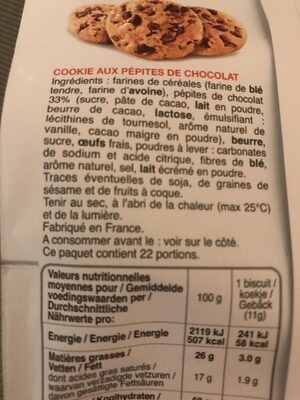 COOKIE AUX PÉPITES DE CHOCOLAT
Ingrédients : farines de céréales (farine de blé
tendre, farine d'avoine), pépites de chocolat
33% (sucre, pâte de cacao, lait en poudre,
beurre de cacao, lactose, émulsifiant :
lécithines de tournesol, arôme naturel de
vanille, cacao maigre en poudre), beurre,
sucre, œufs frais, poudres à lever : carbonates
de sodium et acide citrique, fibres de blé,
arôme naturel, sel, lait écrémé en poudre.
Traces éventuelles de soja, de graines de
sésame et de fruits à coque.
Tenir au sec, à l'abri de la chaleur (max 25°C)
et de la lumière.
Fabriqué en France.
A consommer avant le : voir sur le côté.
Ce paquet contient 22 portions.
Valeurs nutritionnelles
moyennes pour / Gemiddelde
voedingswaarden per /
Durchschnittliche
Nährwerte pro:
100 g
1 biscuit /
koekje /
Gebäck
(11g)
Energie / Energie / Energie
2119 kJ
507 kcal
241 kJ
58 kcal
Matières grasses /
Vetten / Fett
26 g
3.0 g
dont acides gras saturés /
waarvan verzadigde vetzuren /
davon gesättigte Fettsäuren
17 g
1.9 g
Koolhydraten /